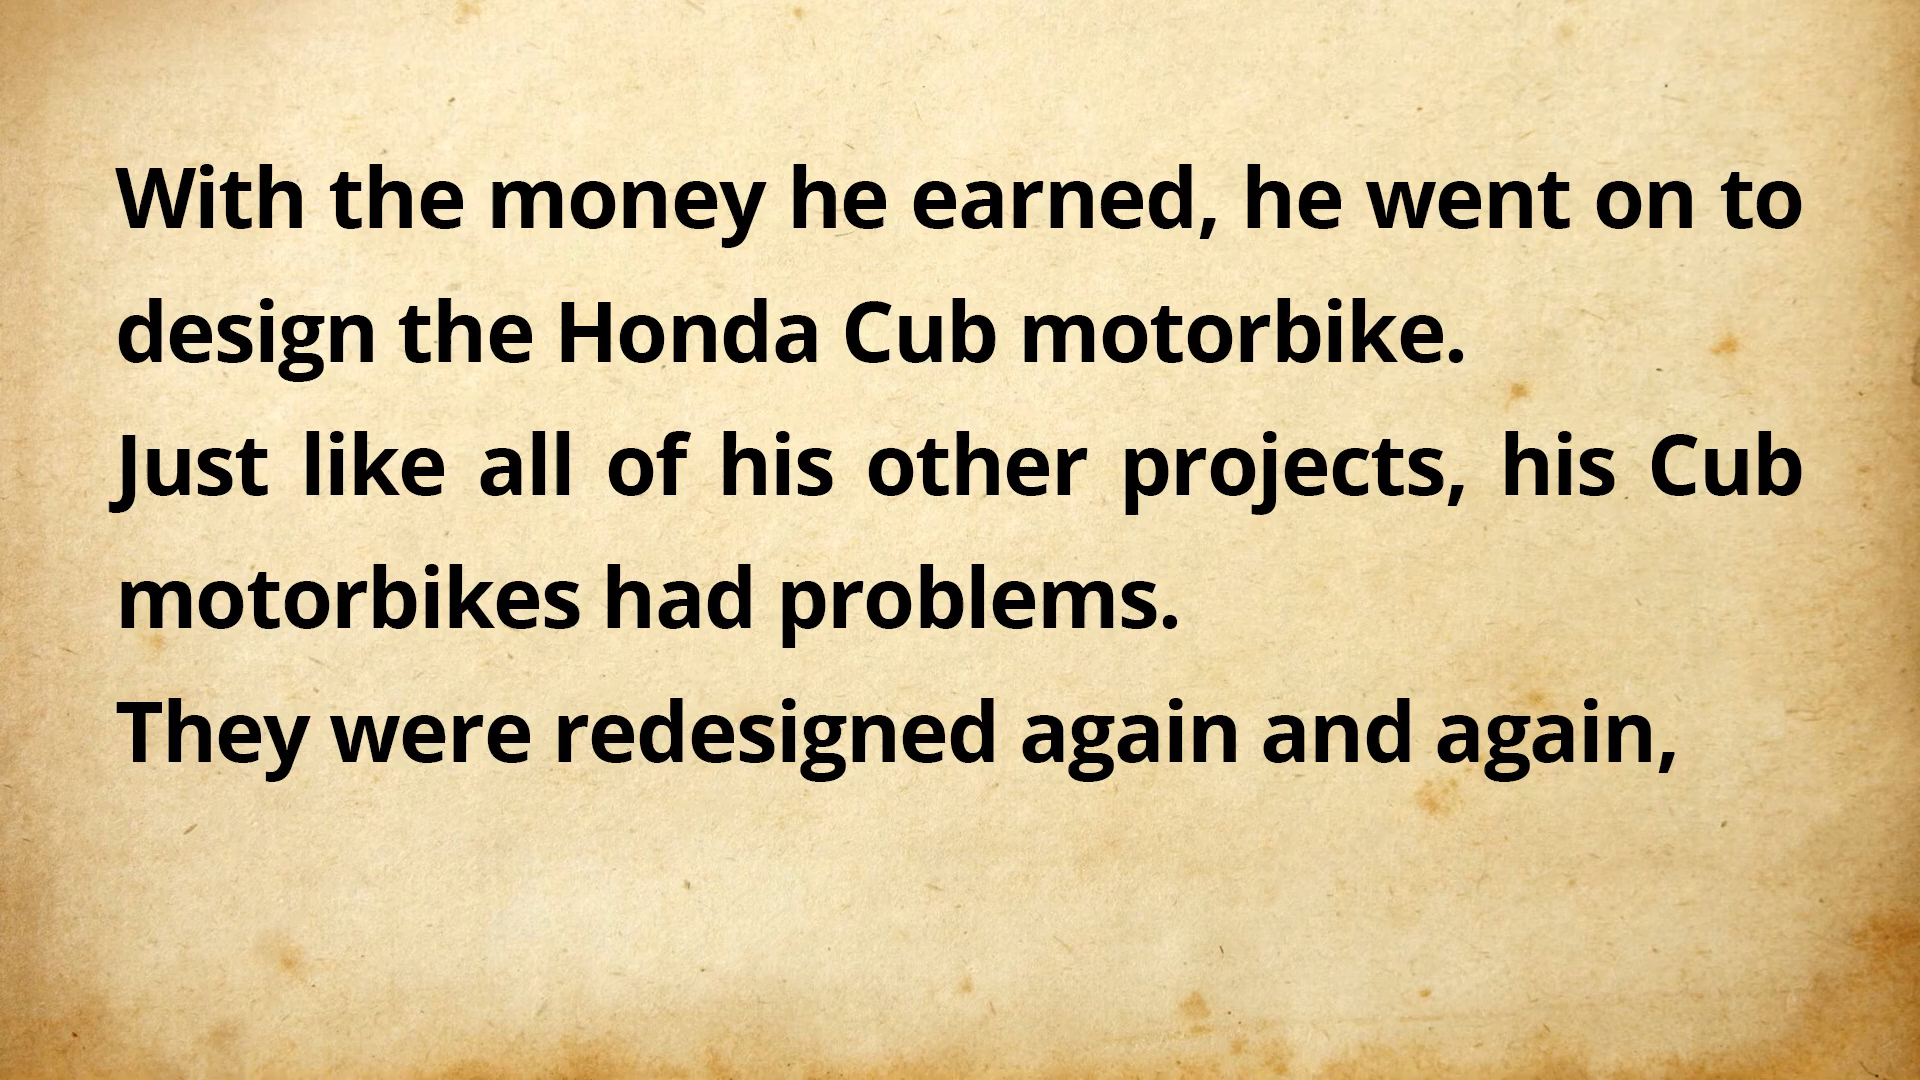 With the money he earned, he went on to
design the Honda Cub motorbike.
Just like all of his other projects, his Cub
motorbikes had problems.
They were redesigned again and again,